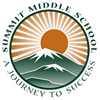 SUMMIT MIDDLE SCHOOL
A JOURNEY TO SUCCESS